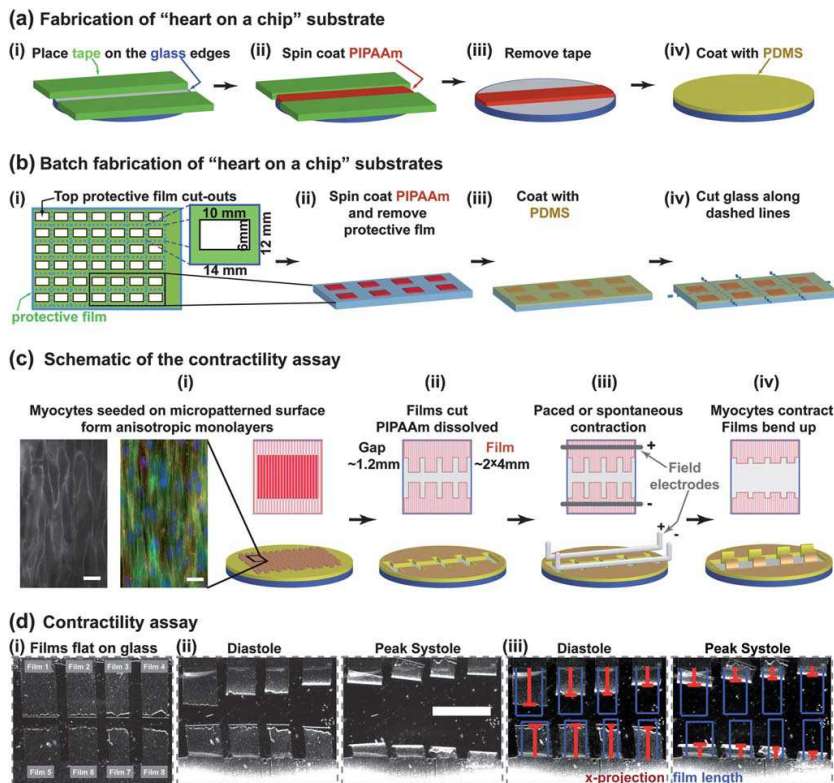 (a) Fabrication of “heart on a chip” substrate
(i) Place tape on the glass edges
(ii) Spin coat PIPAAm
(iii) Remove tape
(iv) Coat with PDMS
(b) Batch fabrication of “heart on a chip” substrates
(i) Top protective film cut-outs
10 mm
6mm
12 mm
14 mm
protective film
(ii) Spin coat PIPAAm
and remove
protective flm
(iii) Coat with
PDMS
(iv) Cut glass along
dashed lines
(c) Schematic of the contractility assay
(i)
Myocytes seeded on micropatterned surface
form anisotropic monolayers
(ii)
Films cut
PIPAAm dissolved
Gap
~1.2mm
Film
~2x4mm
(iii)
Paced or spontaneous
contraction
+
-
Field
electrodes
+
-
(iv)
Myocytes contract
Films bend up
(d) Contractility assay
(i) Films flat on glass
Film 1 Film 2 Film 3 Film 4
Film 5 Film 6 Film 7 Film 8
(ii) Diastole
Peak Systole
(iii) Diastole
Peak Systole
x-projection
film length